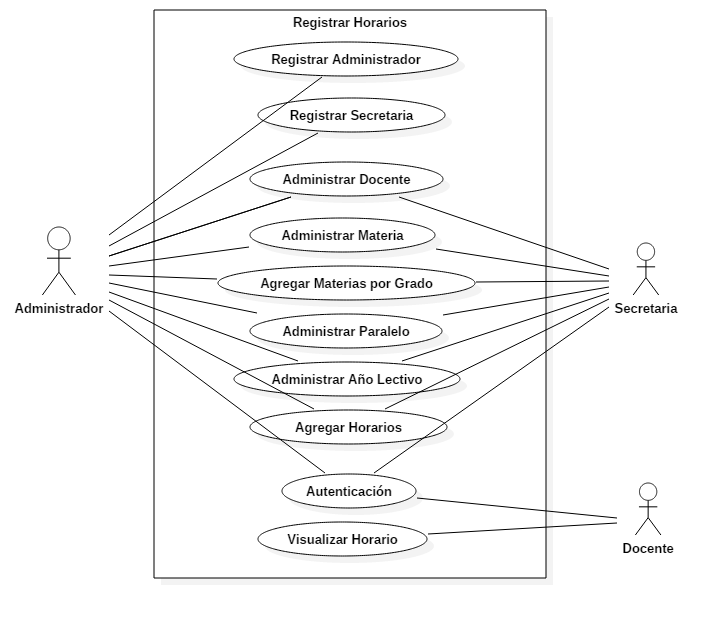 Registrar Horarios
Registrar Administrador
Registrar Secretaria
Administrar Docente
Administrar Materia
Agregar Materias por Grado
Administrador
Secretaria
Administrar Paralelo
Administrar Año Lectivo
Agregar Horarios
Autenticación
Visualizar Horario
Docente